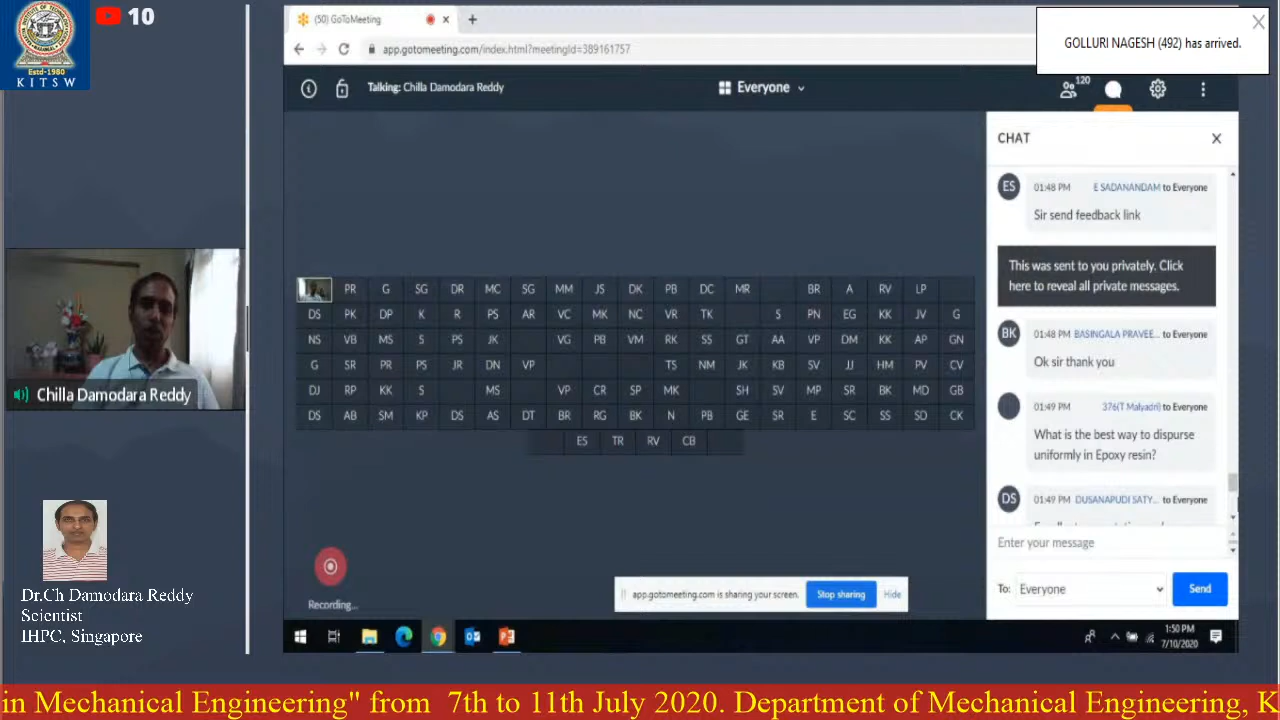 INSTITUTE OF TECHNOLOGY
Estd-1980
K I T S W
10
(50) GoToMeeting
app.gotomeeting.com/index.html?meetingId=389161757
GOLLURI NAGESH (492) has arrived.
Talking: Chilla Damodara Reddy
Everyone
120
CHAT
ES 01:48 PM E SADANANDAM to Everyone
Sir send feedback link
This was sent to you privately. Click
here to reveal all private messages.
BK 01:48 PM BASINGALA PRAVEE... to Everyone
Ok sir thank you
01:49 PM 376(T Malyadri) to Everyone
What is the best way to dispurse
uniformly in Epoxy resin?
DS 01:49 PM DUSANAPUDI SATY... to Everyone
Enter your message
To: Everyone
Send
PR G SG DR MC SG MM JS DK PB DC MR BR A RV LP
DS PK DP K R PS AR VC MK NC VR TK S PN EG KK JV G
NS VB MS S PS JK VG PB VM RK SS GT AA VP DM KK AP GN
G SR PR PS JR DN VP TS NM JK KB SV JJ HM PV CV
DJ RP KK S MS VP CR SP MK SH SV MP SR BK MD GB
DS AB SM KP DS AS DT BR RG BK N PB GE SR E SC SS SD CK
ES TR RV CB
Chilla Damodara Reddy
Dr.Ch Damodara Reddy
Scientist
IHPC, Singapore
Recording...
app.gotomeeting.com is sharing your screen.
Stop sharing
Hide
1:50 PM
7/10/2020
in Mechanical Engineering" from 7th to 11th July 2020. Department of Mechanical Engineering, K